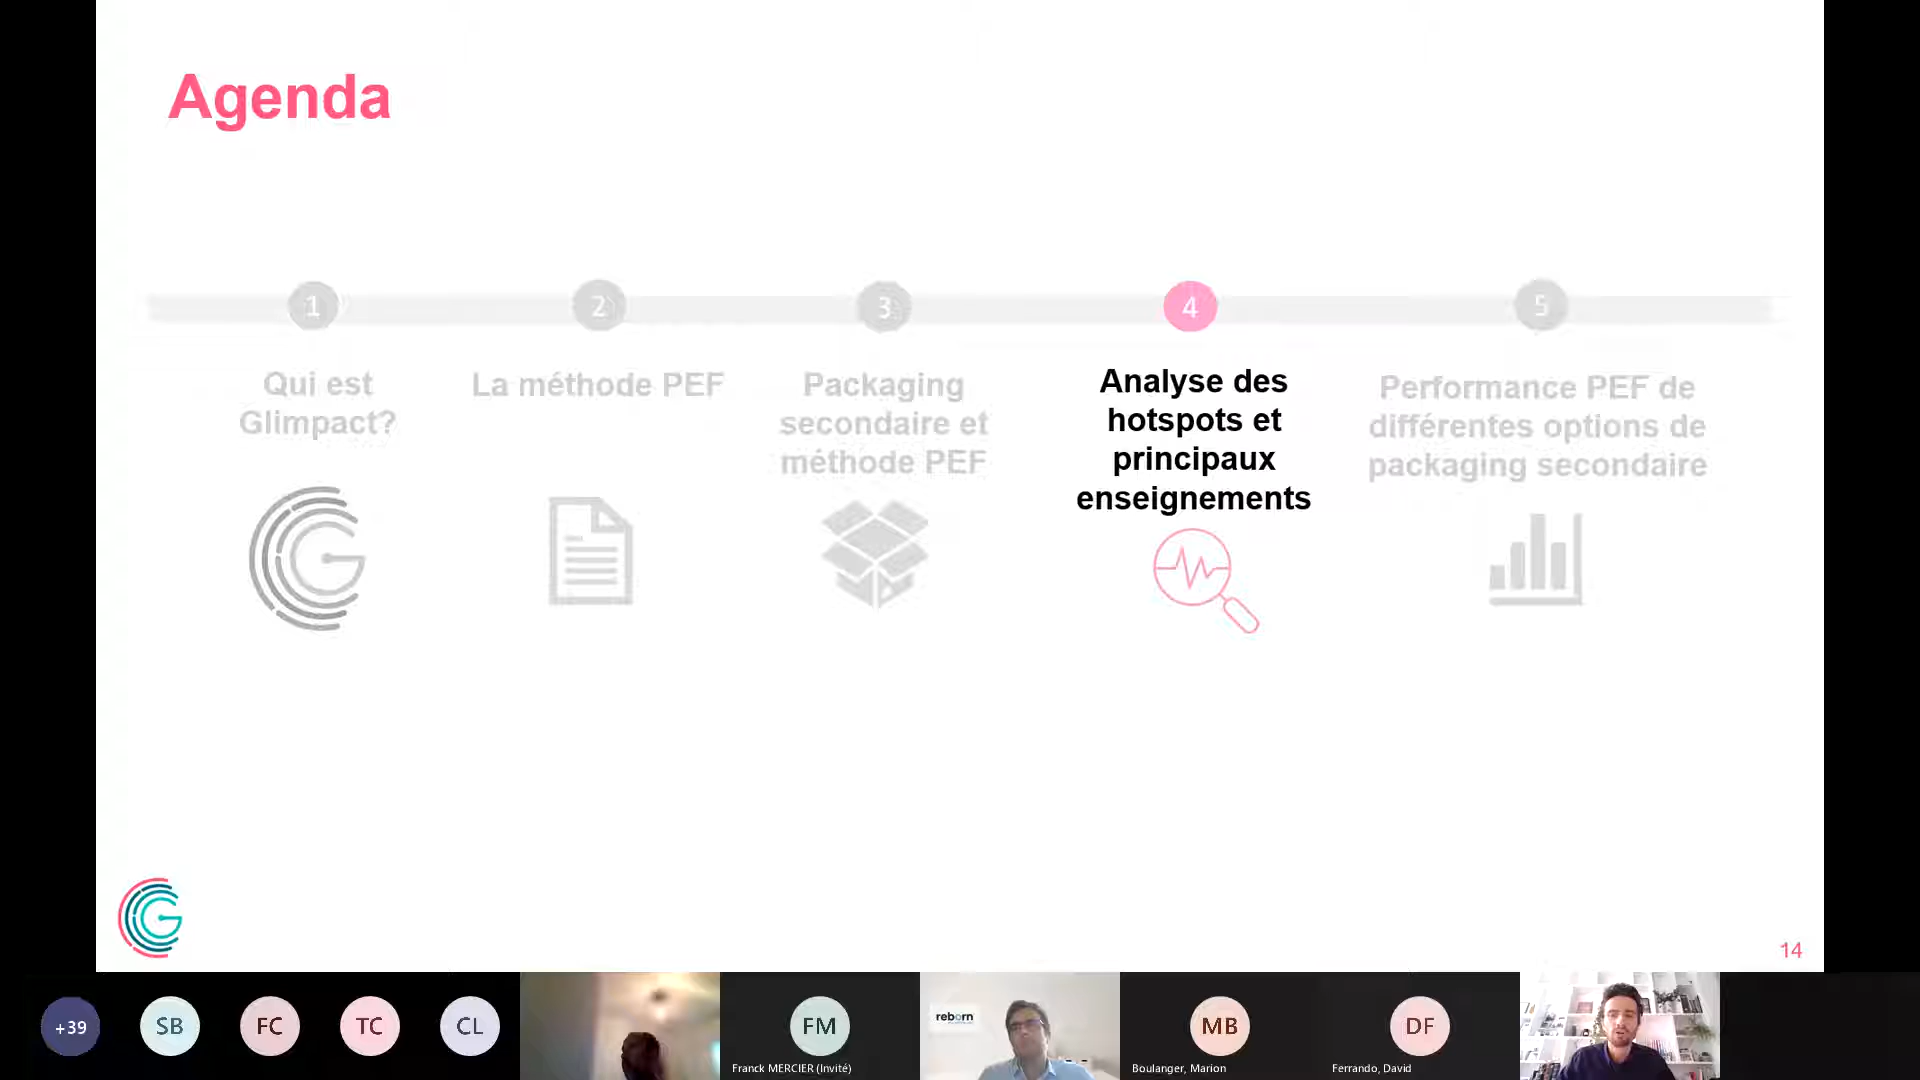 Agenda
1
2
3
4
5
Qui est
Glimpact?
La méthode PEF
Packaging
secondaire et
méthode PEF
Analyse des
hotspots et
principaux
enseignements
Performance PEF de
différentes options de
packaging secondaire
14
+39
SB
FC
TC
CL
FM
Franck MERCIER (Invité)
reborn
MB
Boulanger, Marion
DF
Ferrando, David